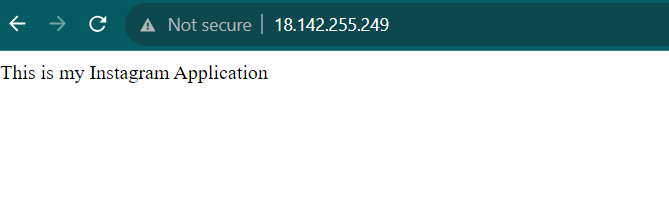 Not secure | 18.142.255.249
This is my Instagram Application